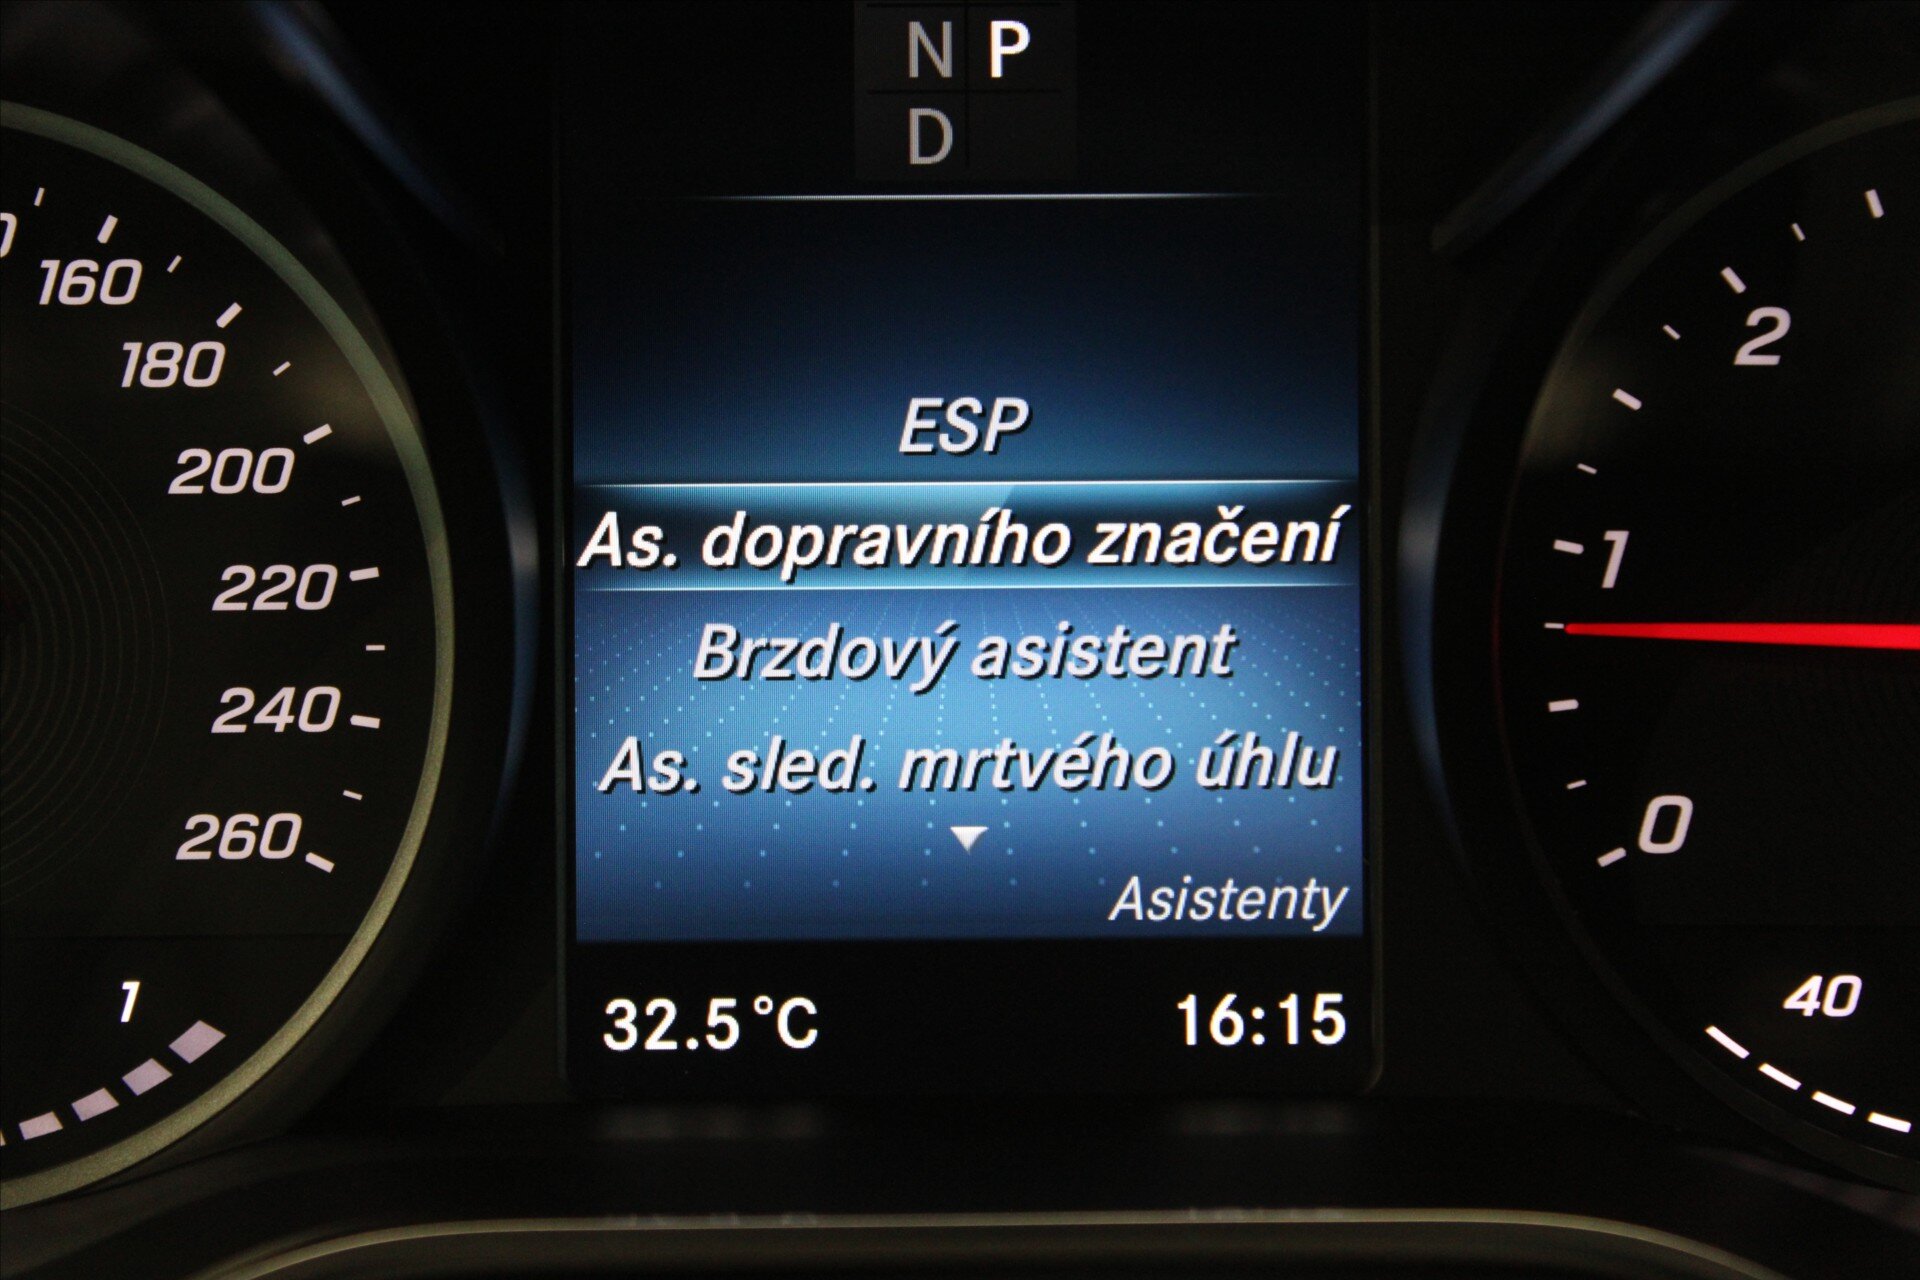 N P
D
160
180
200
220
240
260
1
ESP
As. dopravního značení
Brzdový asistent
As. sled. mrtvého úhlu
Asistenty
32.5 °C
16:15
2
1
0
40